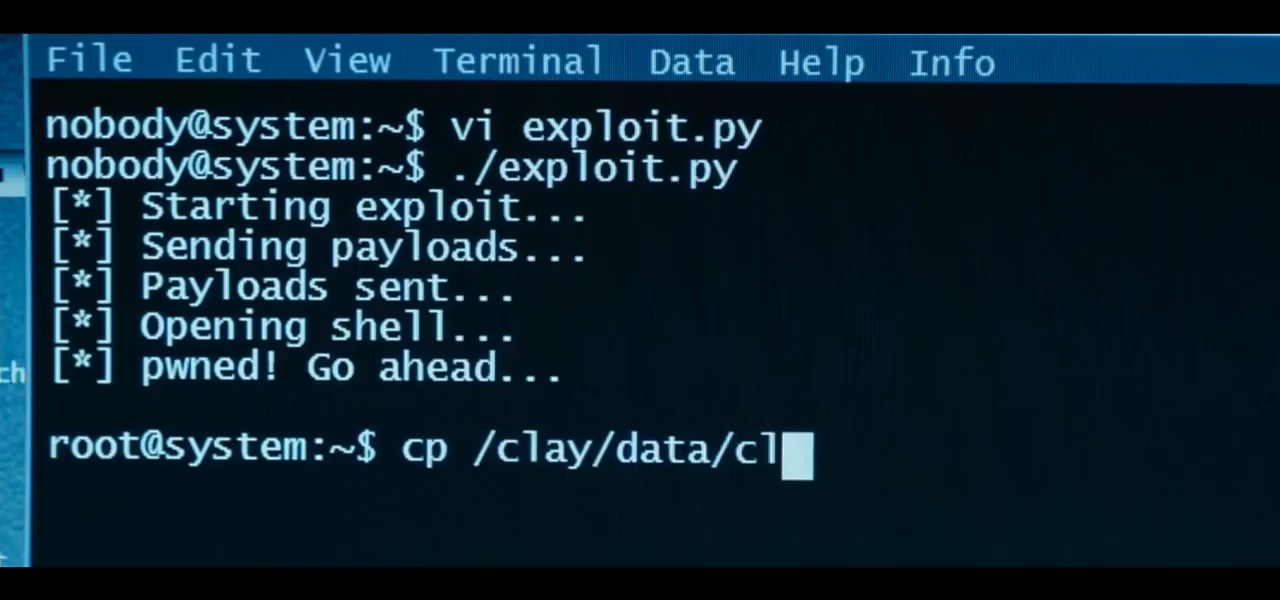 File Edit View Terminal Data Help Info
nobody@system:~$ vi exploit.py
nobody@system:~$ ./exploit.py
[*] Starting exploit...
[*] Sending payloads...
[*] Payloads sent...
[*] Opening shell...
[*] pwned! Go ahead...
ch
root@system:~$ cp /clay/data/cl